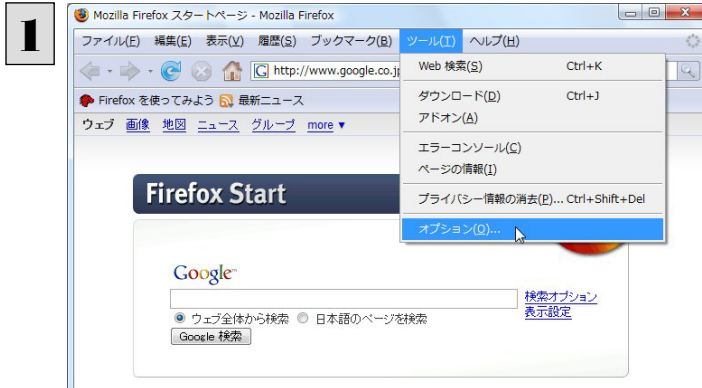 1
Mozilla Firefox スタートページ - Mozilla Firefox
ファイル(F) 編集(E) 表示(V) 履歴(S) ブックマーク(B) ツール(T) ヘルプ(H)
G http://www.google.co.jp
Web 検索(S) Ctrl+K
ダウンロード(D) Ctrl+J
アドオン(A)
エラーコンソール(C)
ページの情報(I)
プライバシー情報の消去(P)... Ctrl+Shift+Del
オプション(O)...
Firefox を使ってみよう 最新ニュース
ウェブ 画像 地図 ニュース グループ more ▼
Firefox Start
Google™
検索オプション
表示設定
ウェブ全体から検索 日本語のページを検索
Google 検索